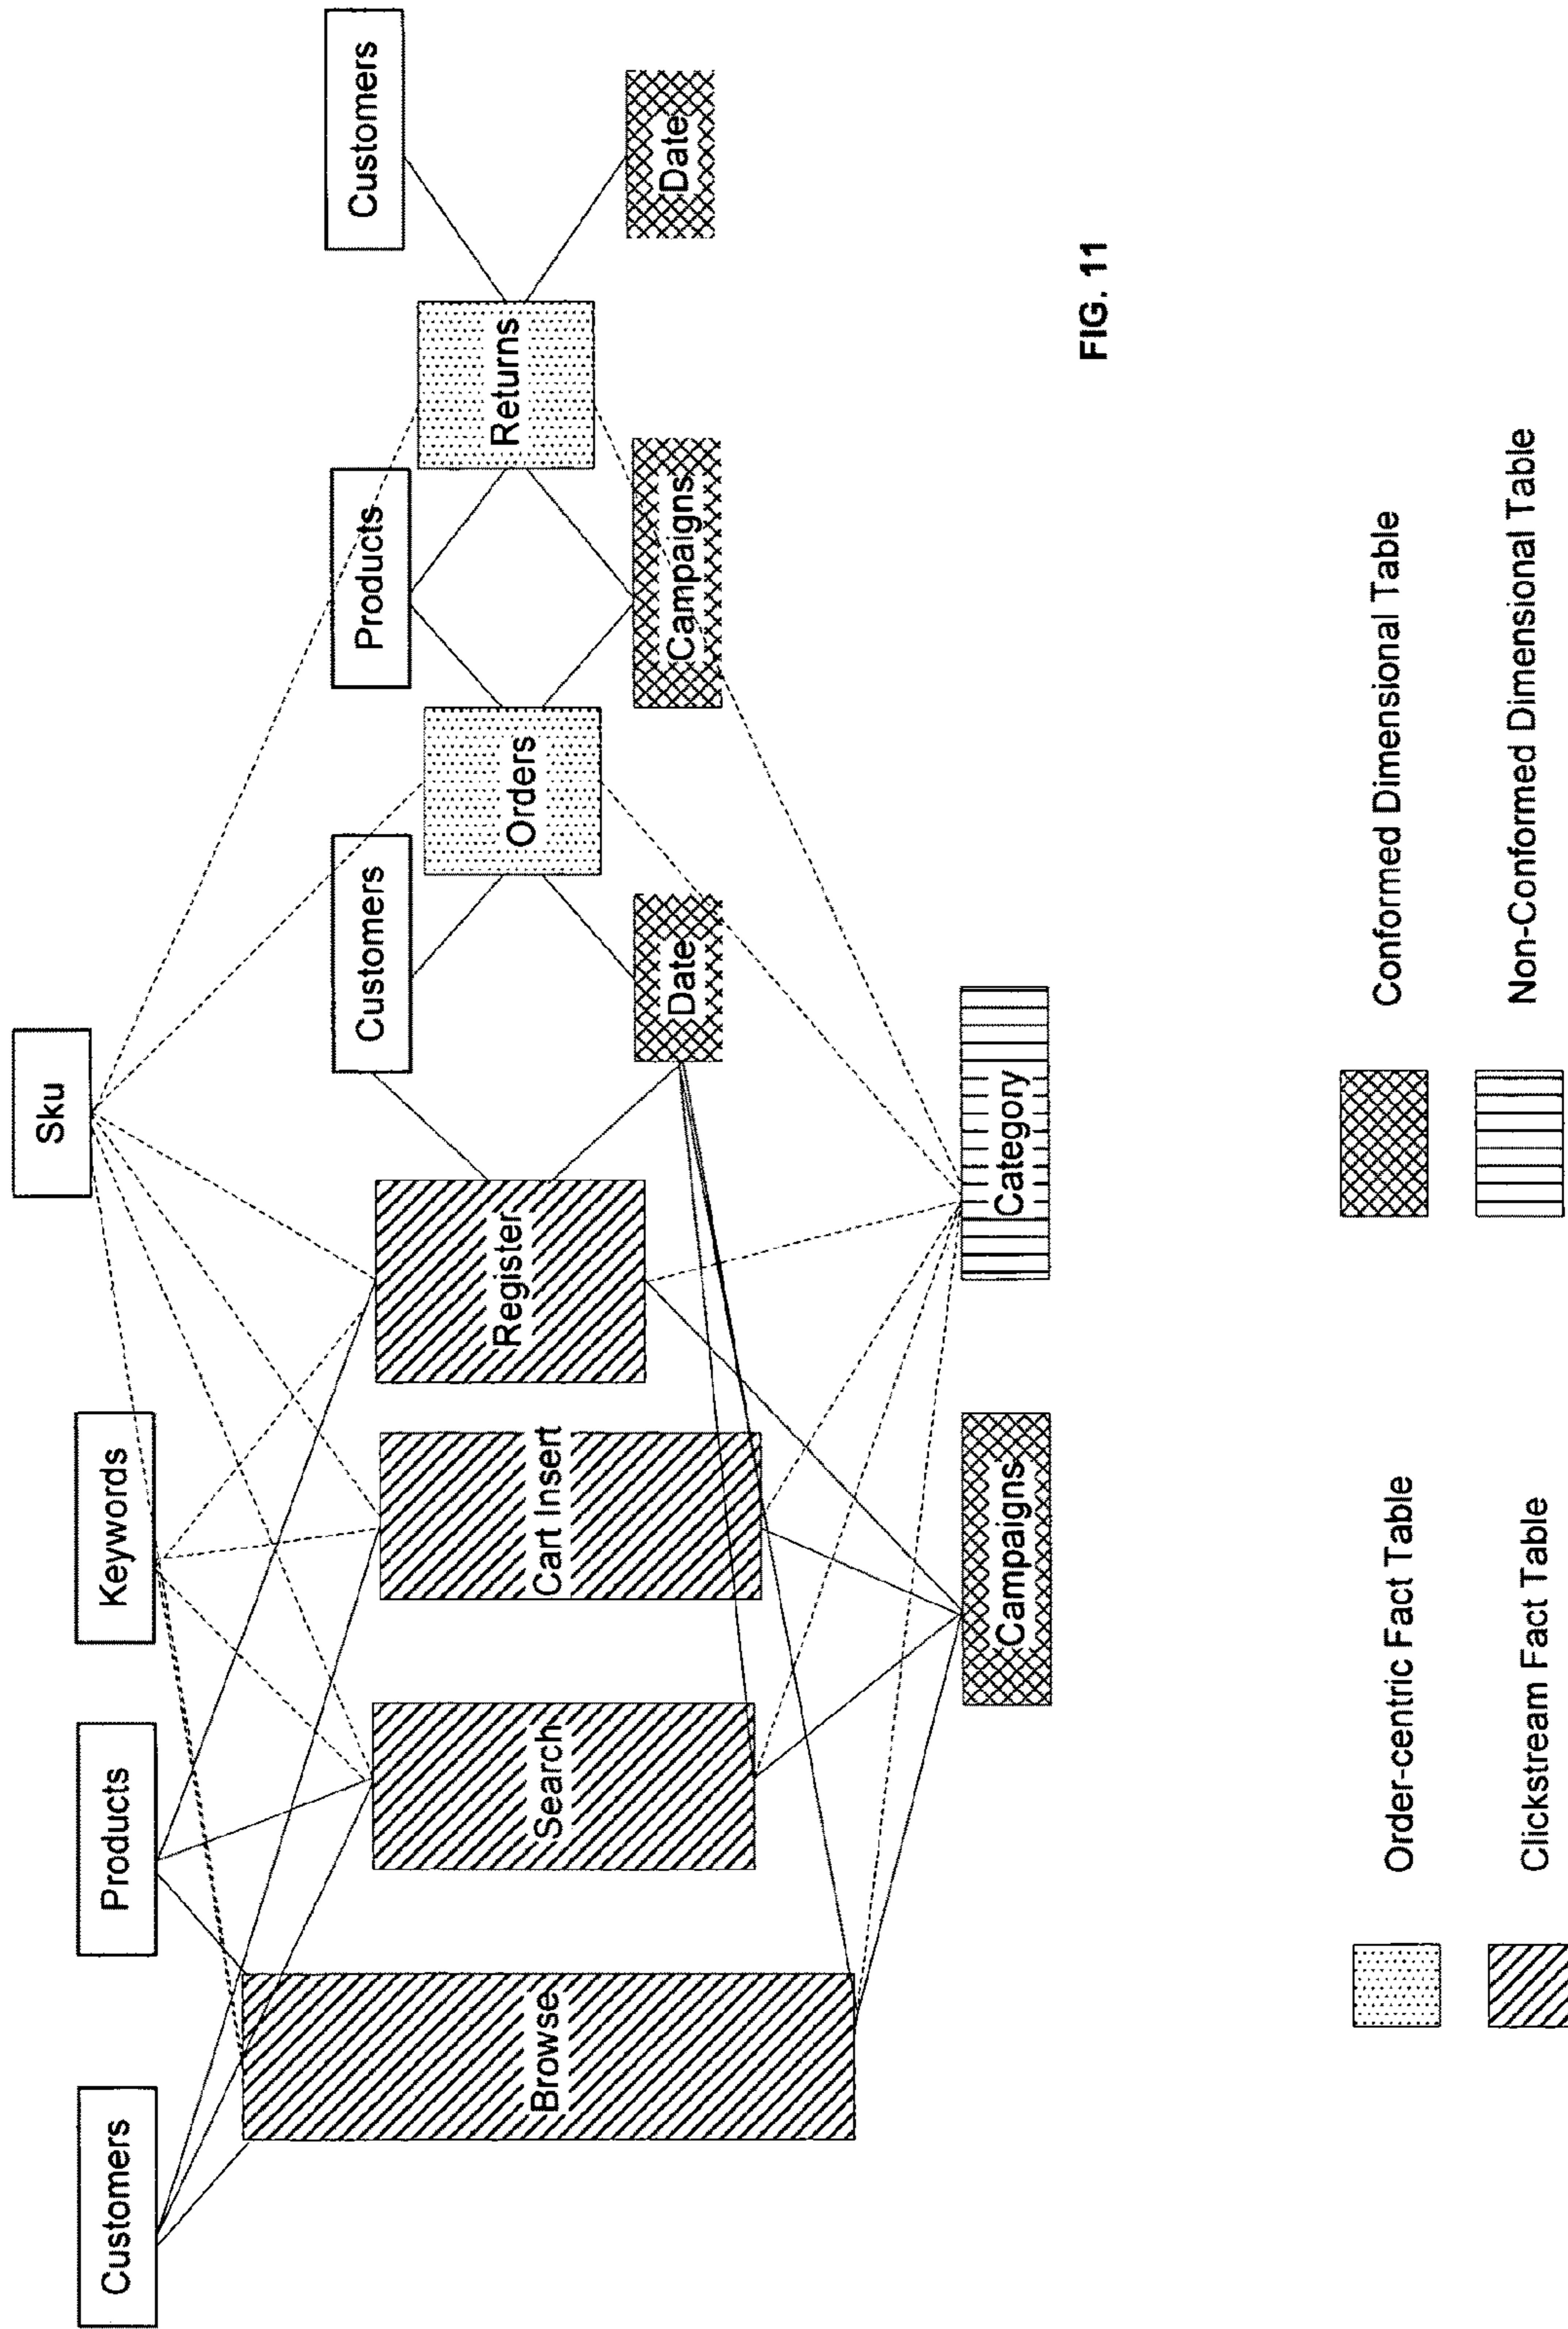 Sku
Customers
Products
Keywords
Customers
Products
Customers
Browse
Search
Cart Insert
Register
Orders
Returns
Date
Campaigns
Date
Campaigns
Category
FIG. 11
Order-centric Fact Table
Conformed Dimensional Table
Clickstream Fact Table
Non-Conformed Dimensional Table